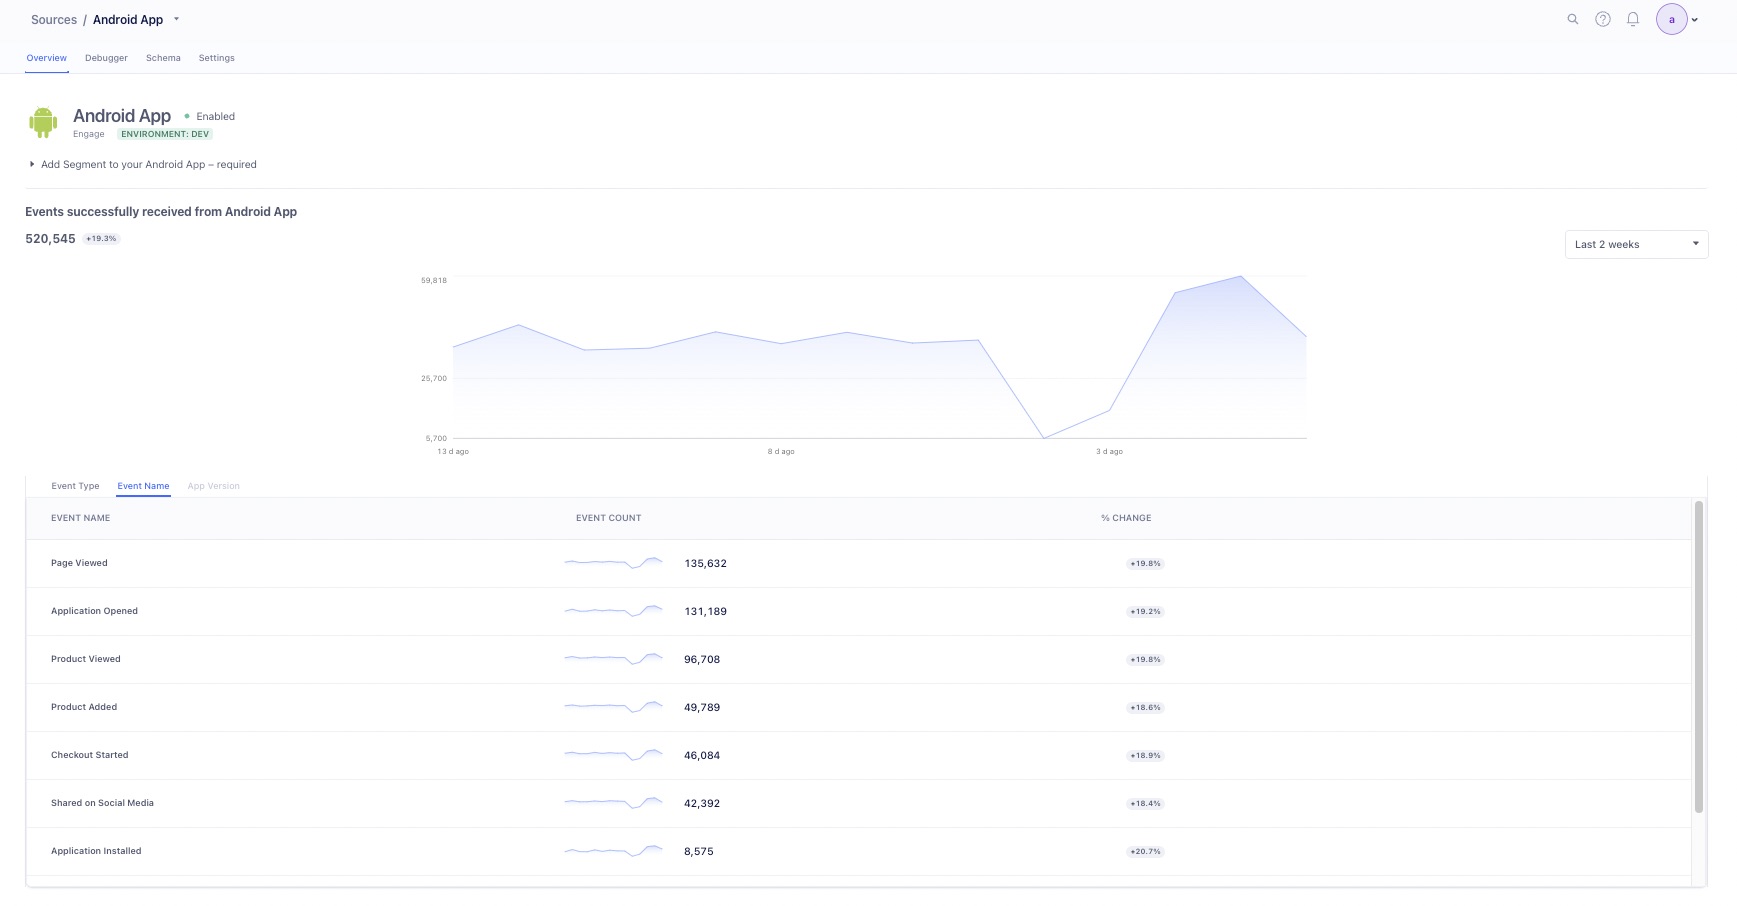 Sources / Android App
a
Overview Debugger Schema Settings
Android App Enabled
Engage ENVIRONMENT: DEV
Add Segment to your Android App – required
Events successfully received from Android App
520,545 +19.3%
Last 2 weeks
59,818
25,700
5,700
13 d ago 8 d ago 3 d ago
Event Type Event Name App Version
EVENT NAME EVENT COUNT % CHANGE
Page Viewed 135,632 +19.8%
Application Opened 131,189 +19.2%
Product Viewed 96,708 +19.8%
Product Added 49,789 +18.6%
Checkout Started 46,084 +18.9%
Shared on Social Media 42,392 +18.4%
Application Installed 8,575 +20.7%